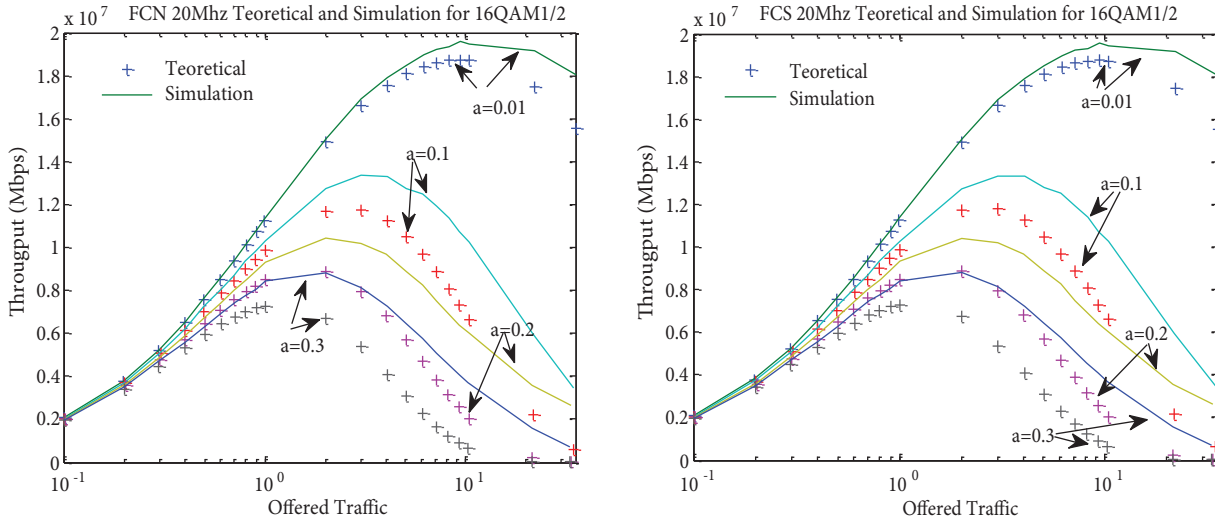 FCN 20Mhz Teoretical and Simulation for 16QAM1/2
x 10^7
2
1.8
1.6
1.4
1.2
1
0.8
0.6
0.4
0.2
0
Througput (Mbps)
Teoretical
Simulation
a=0.01
a=0.1
a=0.2
a=0.3
10^-1
10^0
10^1
Offered Traffic
FCS 20Mhz Teoretical and Simulation for 16QAM1/2
x 10^7
2
1.8
1.6
1.4
1.2
1
0.8
0.6
0.4
0.2
0
Througput (Mbps)
Teoretical
Simulation
a=0.01
a=0.1
a=0.2
a=0.3
10^-1
10^0
10^1
Offered Traffic